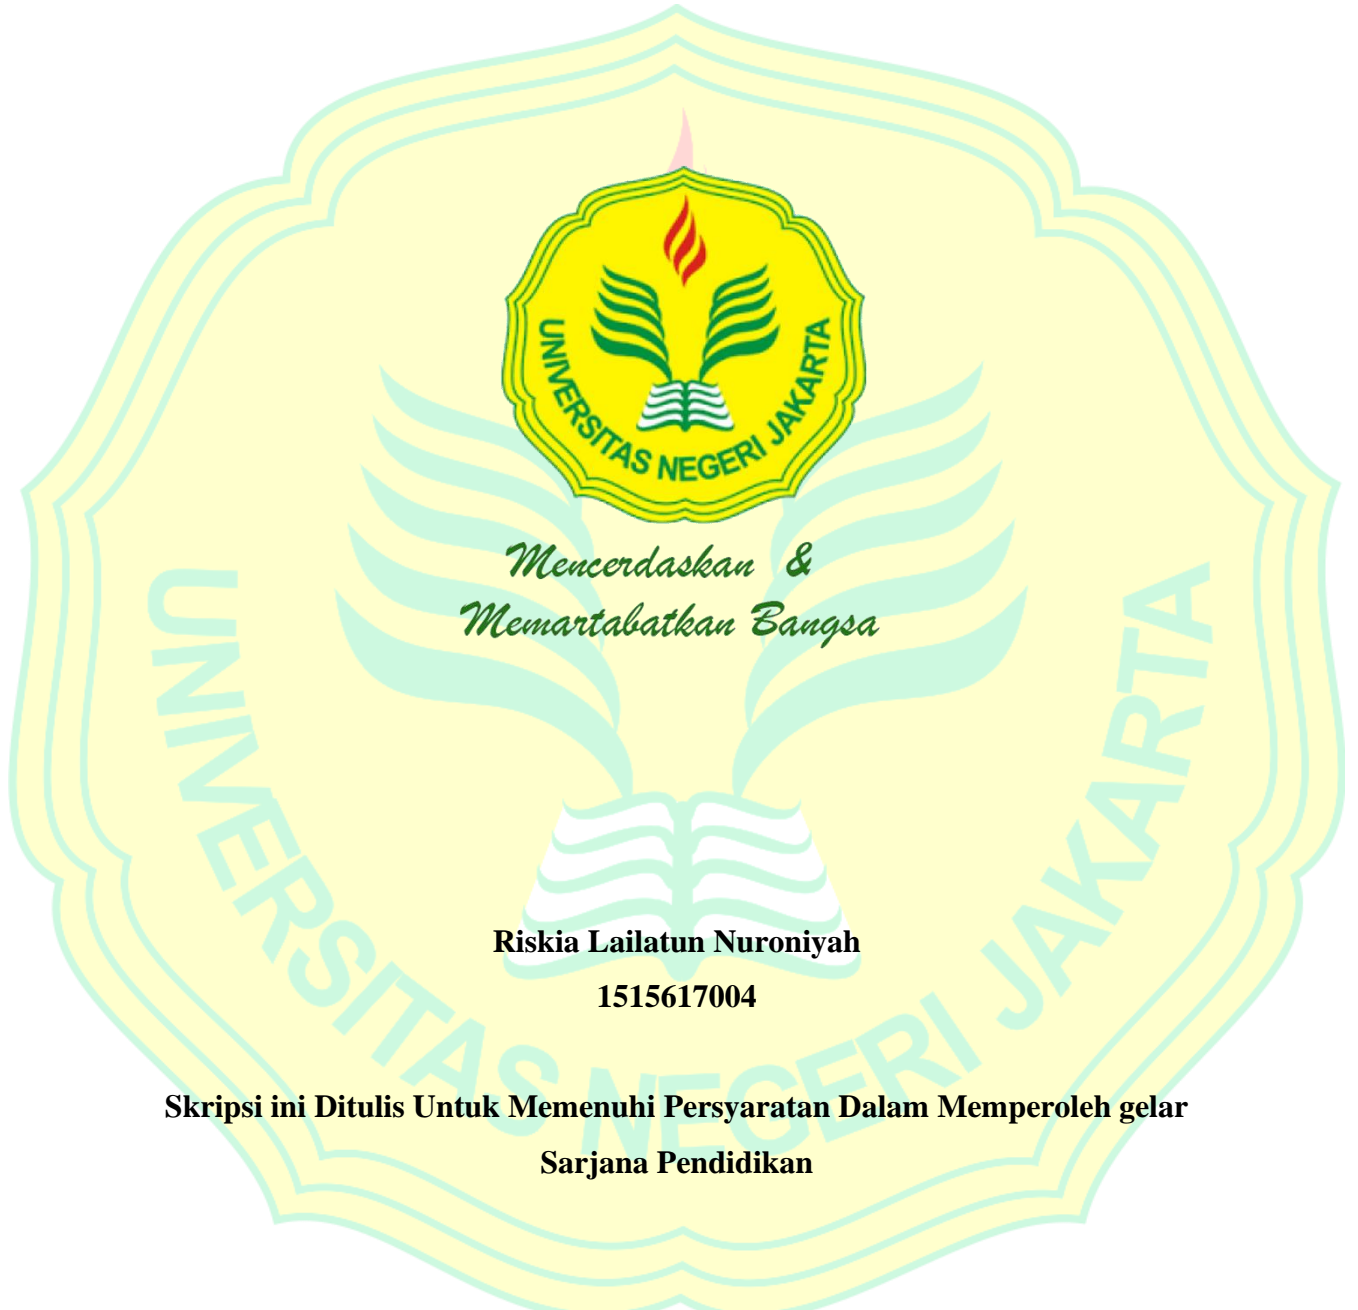 UNIVERSITAS NEGERI JAKARTA
Mencerdaskan &
Memartabatkan Bangsa
UNIVERSITAS NEGERI JAKARTA
Riskia Lailatun Nuroniyah
1515617004
Skripsi ini Ditulis Untuk Memenuhi Persyaratan Dalam Memperoleh gelar
Sarjana Pendidikan